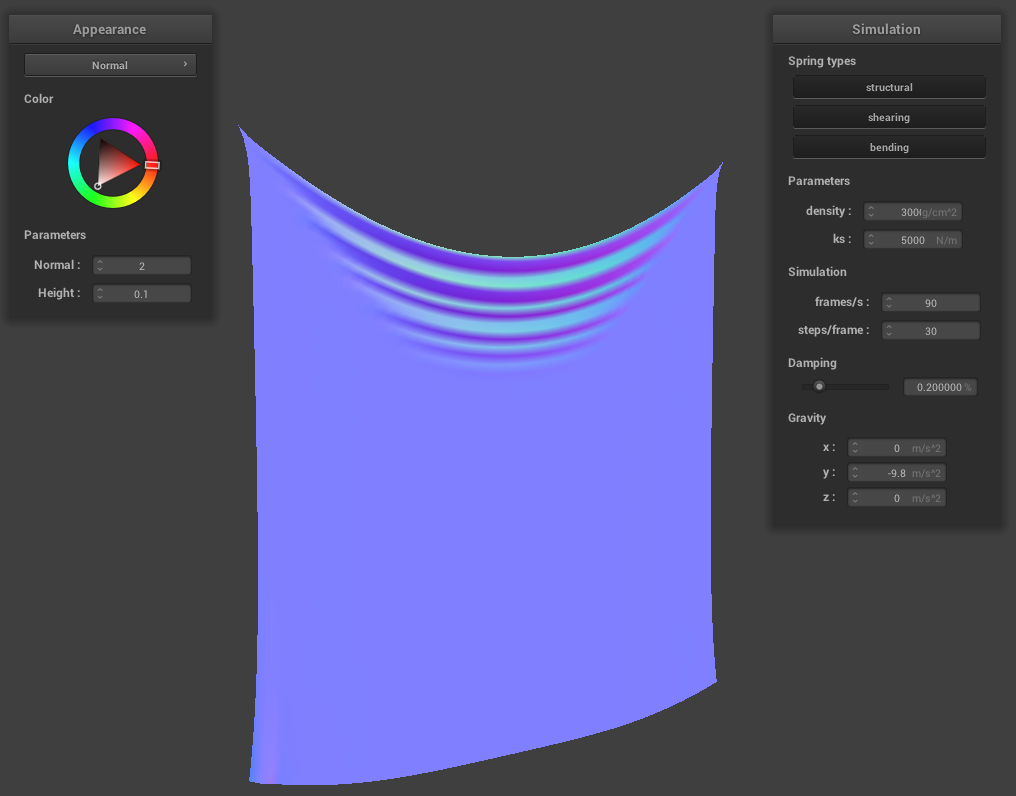 Appearance
Normal
Color
Parameters
Normal : 2
Height : 0.1
Simulation
Spring types
structural
shearing
bending
Parameters
density : 300 g/cm^2
ks : 5000 N/m
Simulation
frames/s : 90
steps/frame : 30
Damping
0.200000 %
Gravity
x : 0 m/s^2
y : -9.8 m/s^2
z : 0 m/s^2